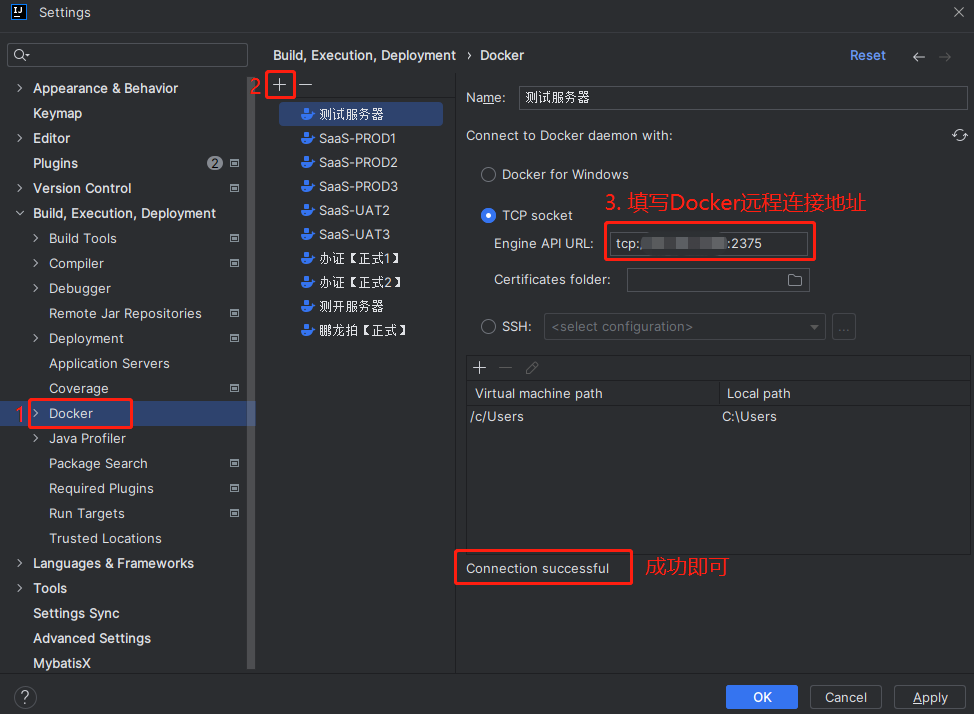 Settings
Appearance & Behavior
Keymap
Editor
Plugins 2
Version Control
Build, Execution, Deployment
Build Tools
Compiler
Debugger
Remote Jar Repositories
Deployment
Application Servers
Coverage
1 Docker
Java Profiler
Package Search
Required Plugins
Run Targets
Trusted Locations
Languages & Frameworks
Tools
Settings Sync
Advanced Settings
MybatisX
Build, Execution, Deployment › Docker
Reset
2
测试服务器
SaaS-PROD1
SaaS-PROD2
SaaS-PROD3
SaaS-UAT2
SaaS-UAT3
办证【正式1】
办证【正式2】
测开服务器
鹏龙拍【正式】
Name: 测试服务器
Connect to Docker daemon with:
Docker for Windows
3. 填写Docker远程连接地址
TCP socket
Engine API URL: tcp: :2375
Certificates folder:
SSH: <select configuration> ...
Virtual machine path Local path
/c/Users C:\Users
Connection successful 成功即可
? OK Cancel Apply